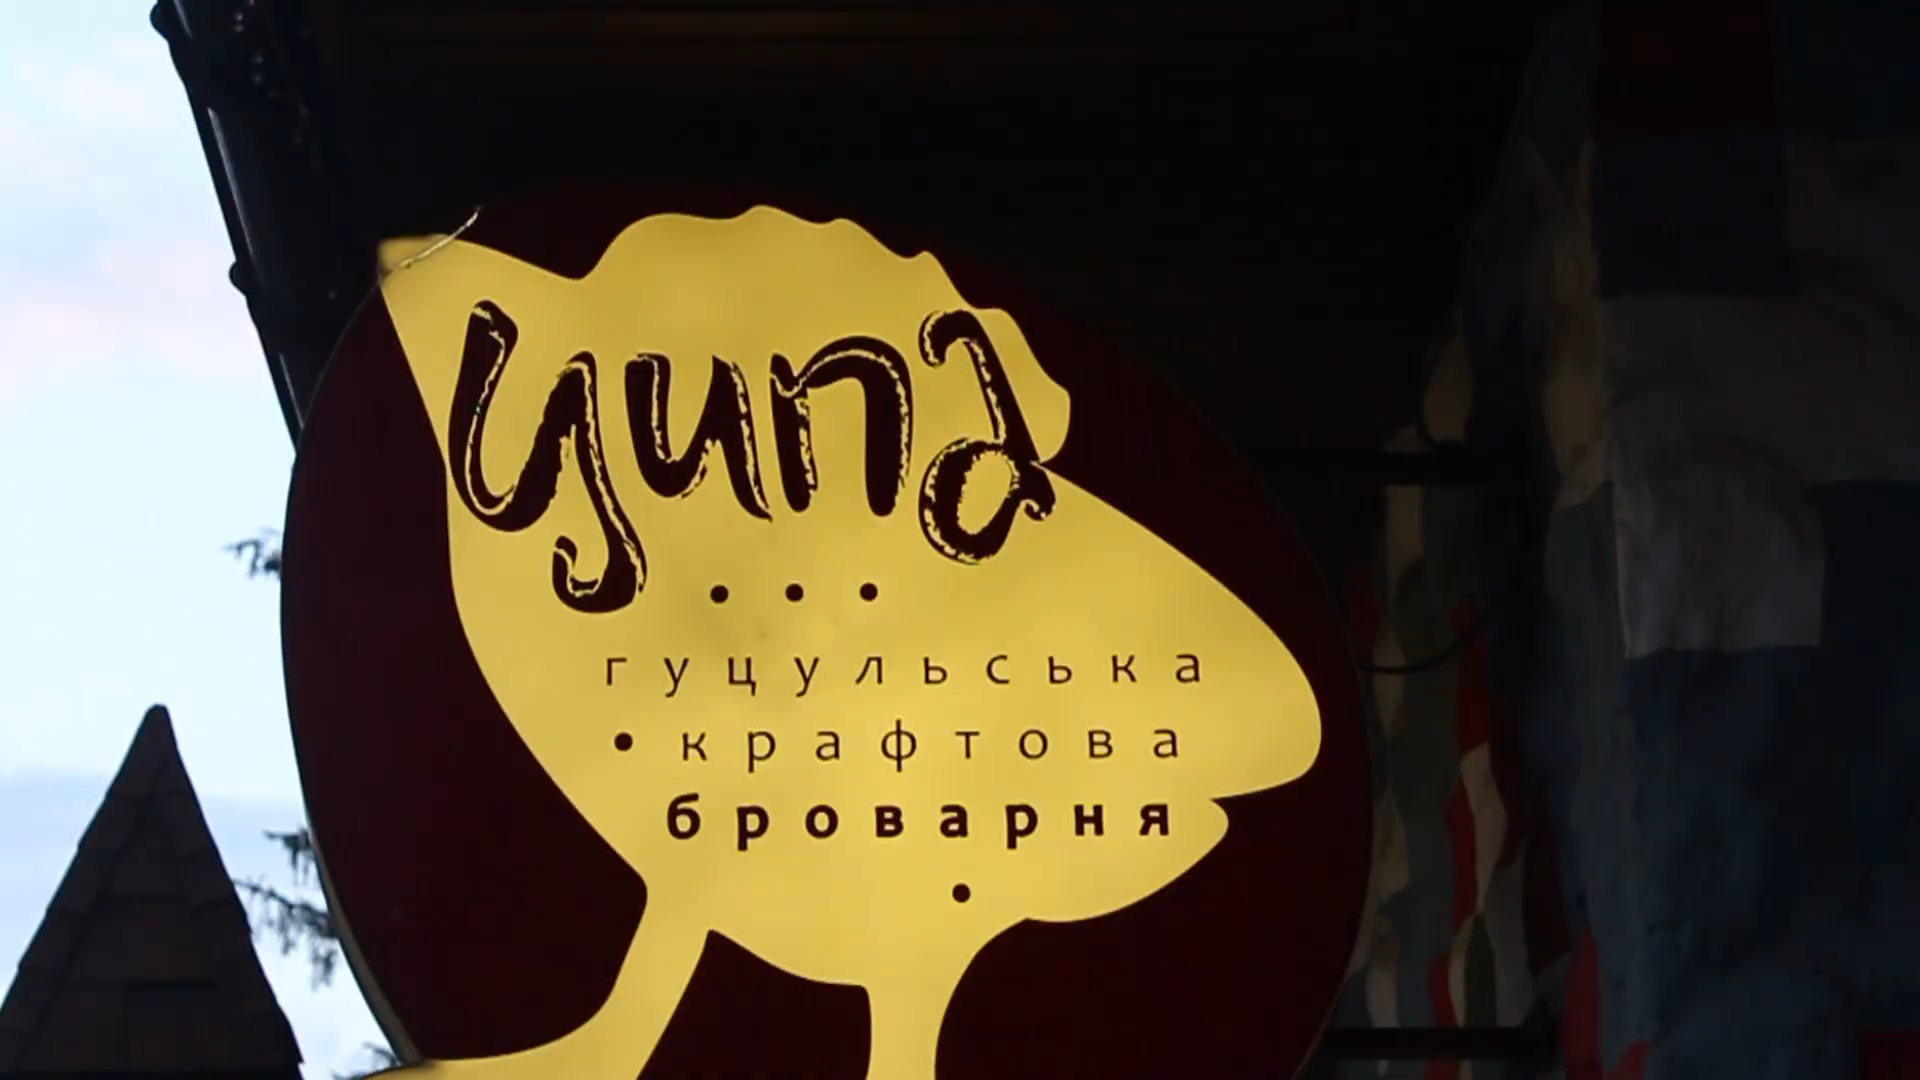 Ципа
• • •
гуцульська
• крафтова
броварня
•